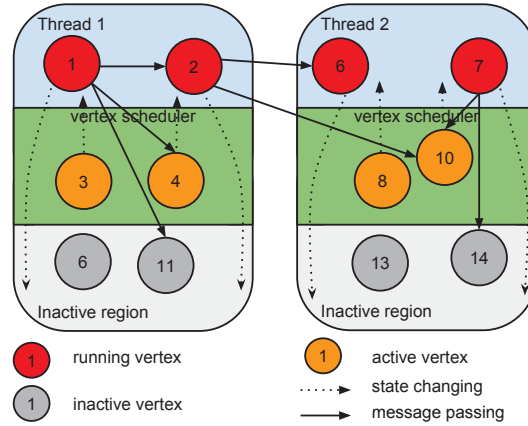 Thread 1
Thread 2
1
2
6
7
vertex scheduler
vertex scheduler
3
4
8
10
6
11
13
14
Inactive region
Inactive region
1 running vertex
1 active vertex
state changing
1 inactive vertex
message passing